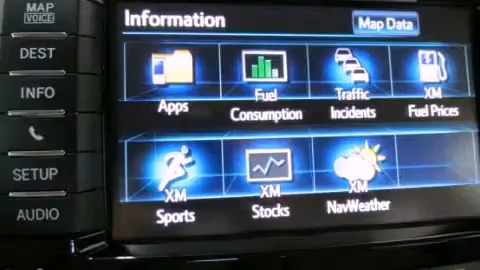 MAP
VOICE
DEST
INFO
SETUP
AUDIO
Information
Map Data
Apps
Fuel
Consumption
Traffic
Incidents
XM
Fuel Prices
XM
Sports
XM
Stocks
XM
NavWeather